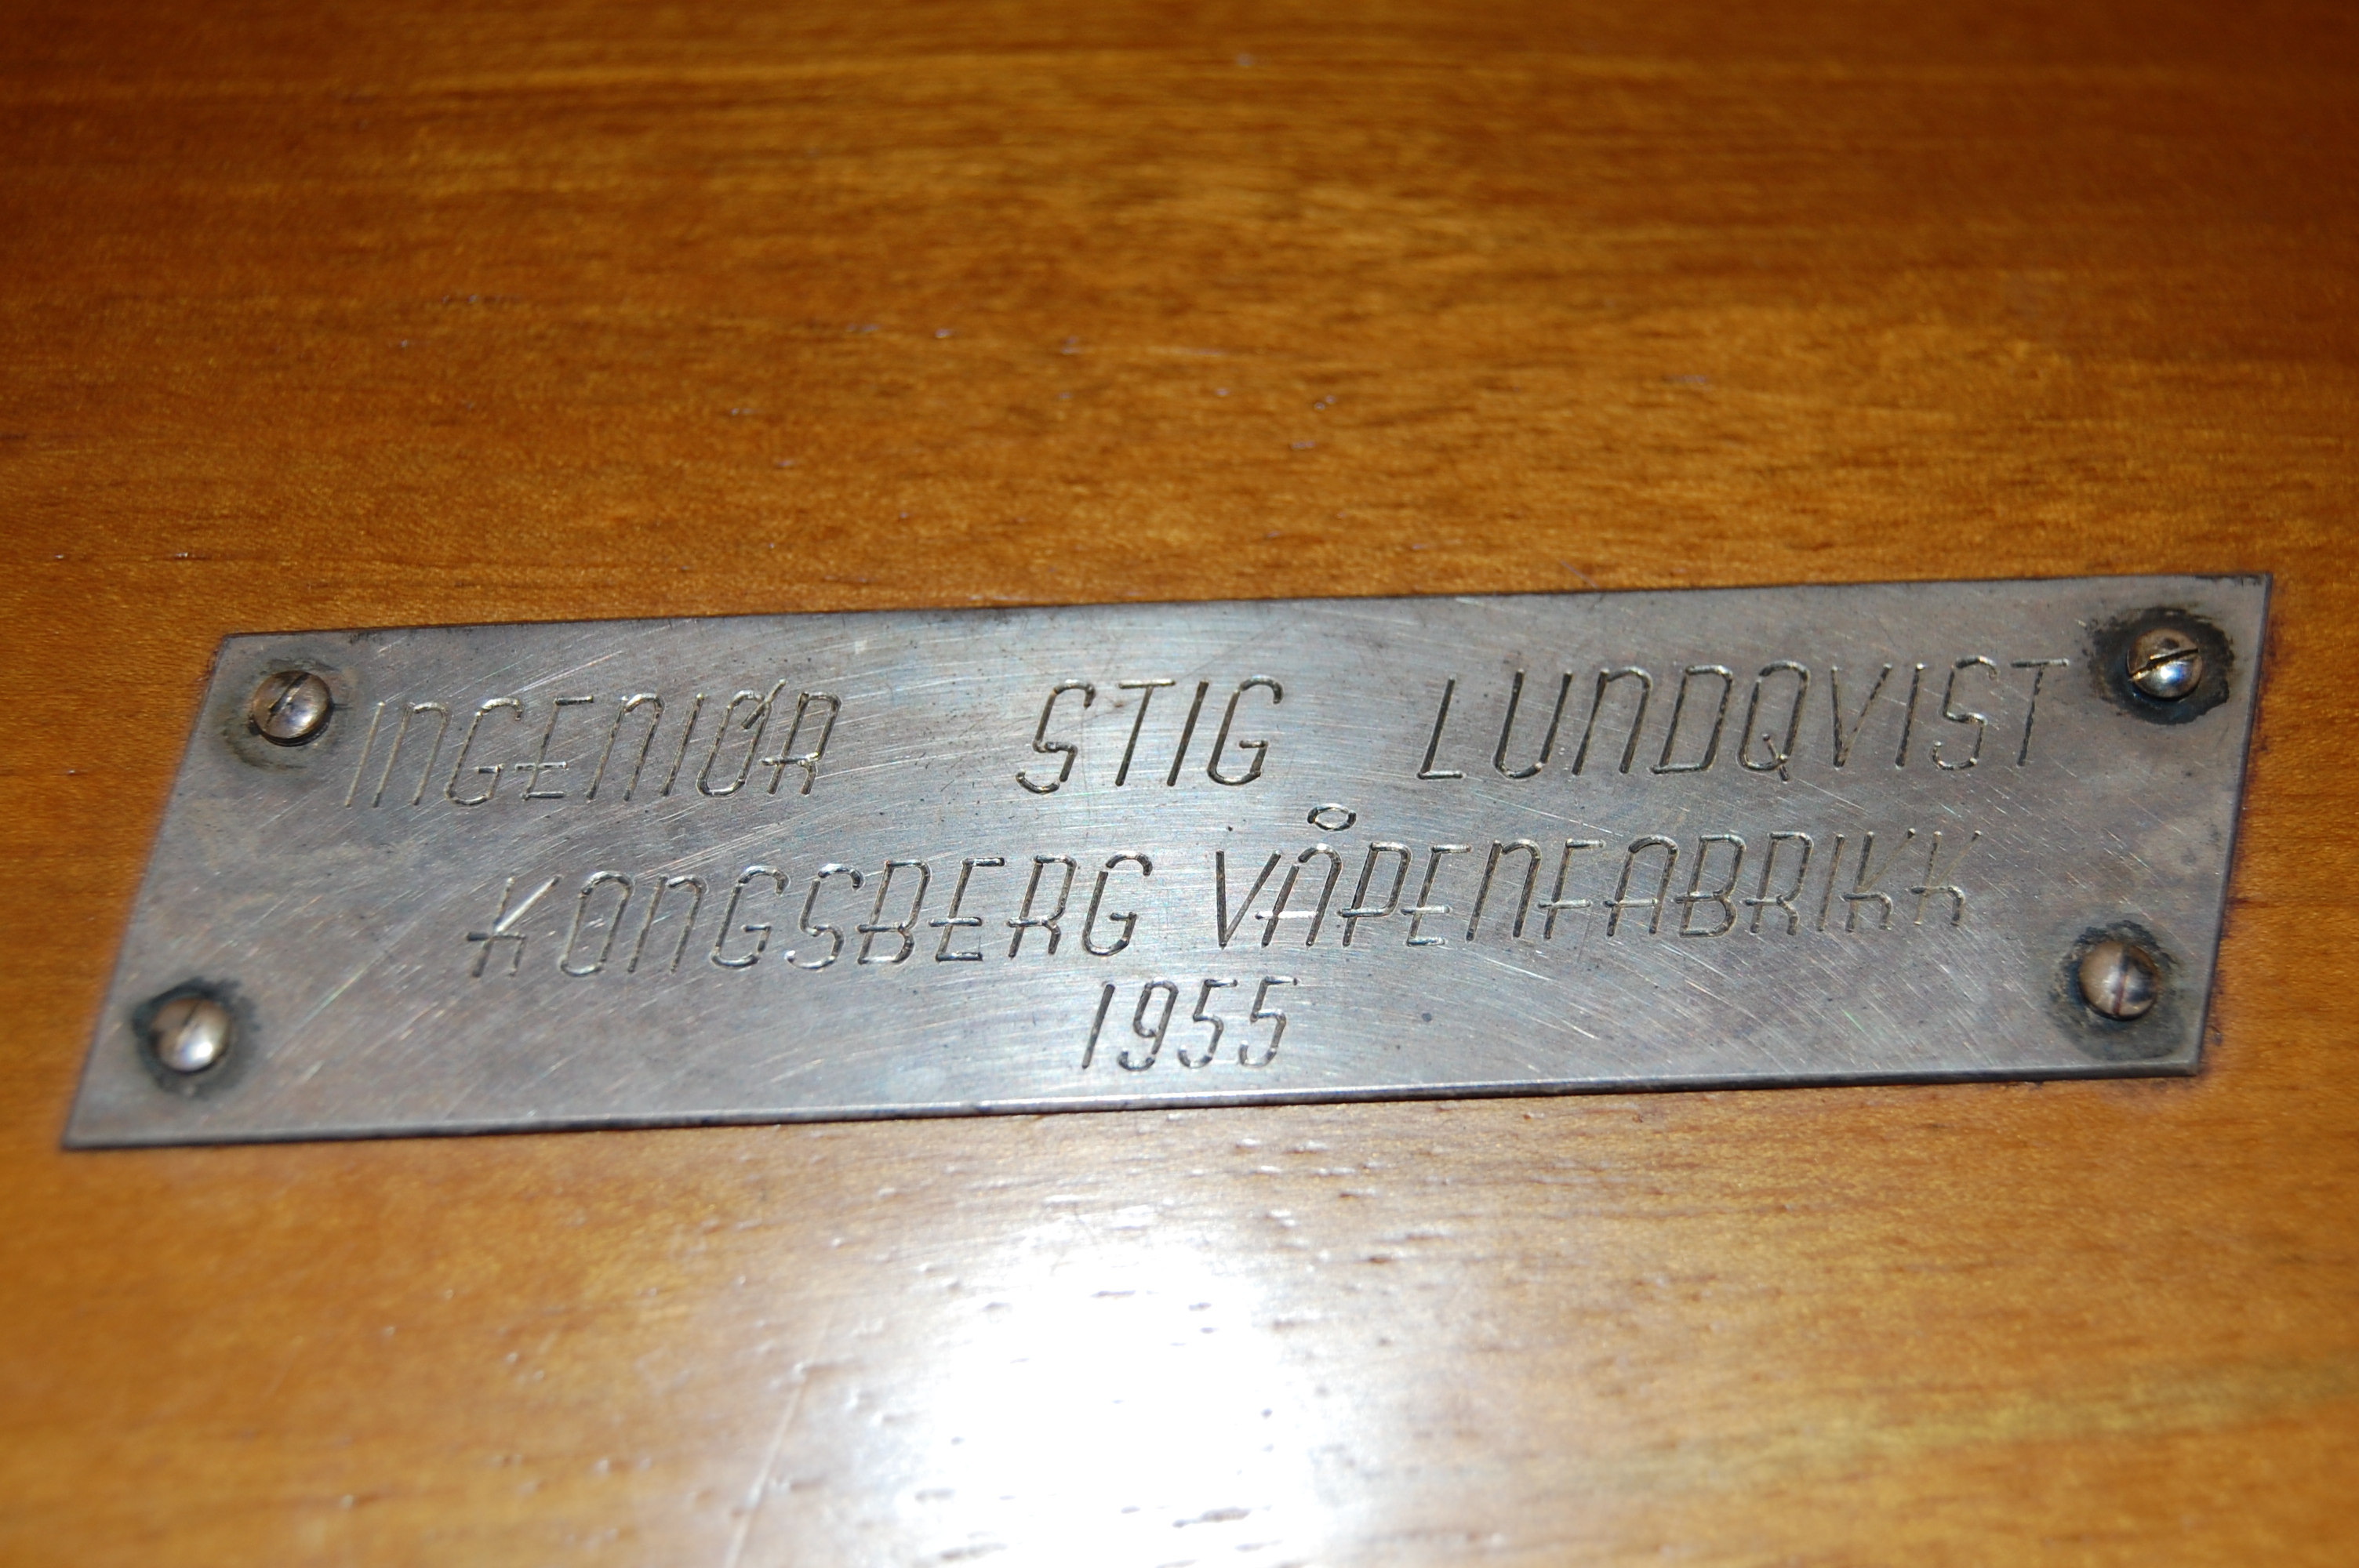 INGENIØR STIG LUNDQVIST
KONGSBERG VÅPENFABRIKK
1955